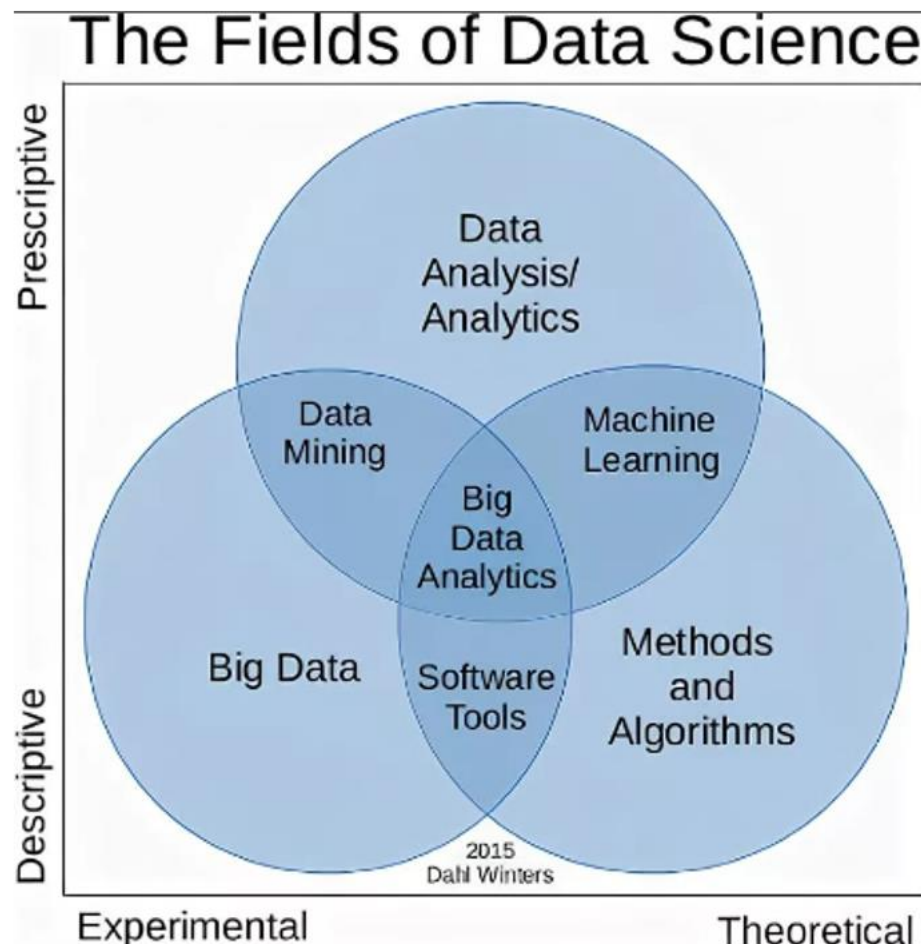 The Fields of Data Science
Prescriptive
Data
Analysis/
Analytics
Data
Mining
Machine
Learning
Big
Data
Analytics
Big Data
Software
Tools
Methods
and
Algorithms
Descriptive
2015
Dahl Winters
Experimental
Theoretical